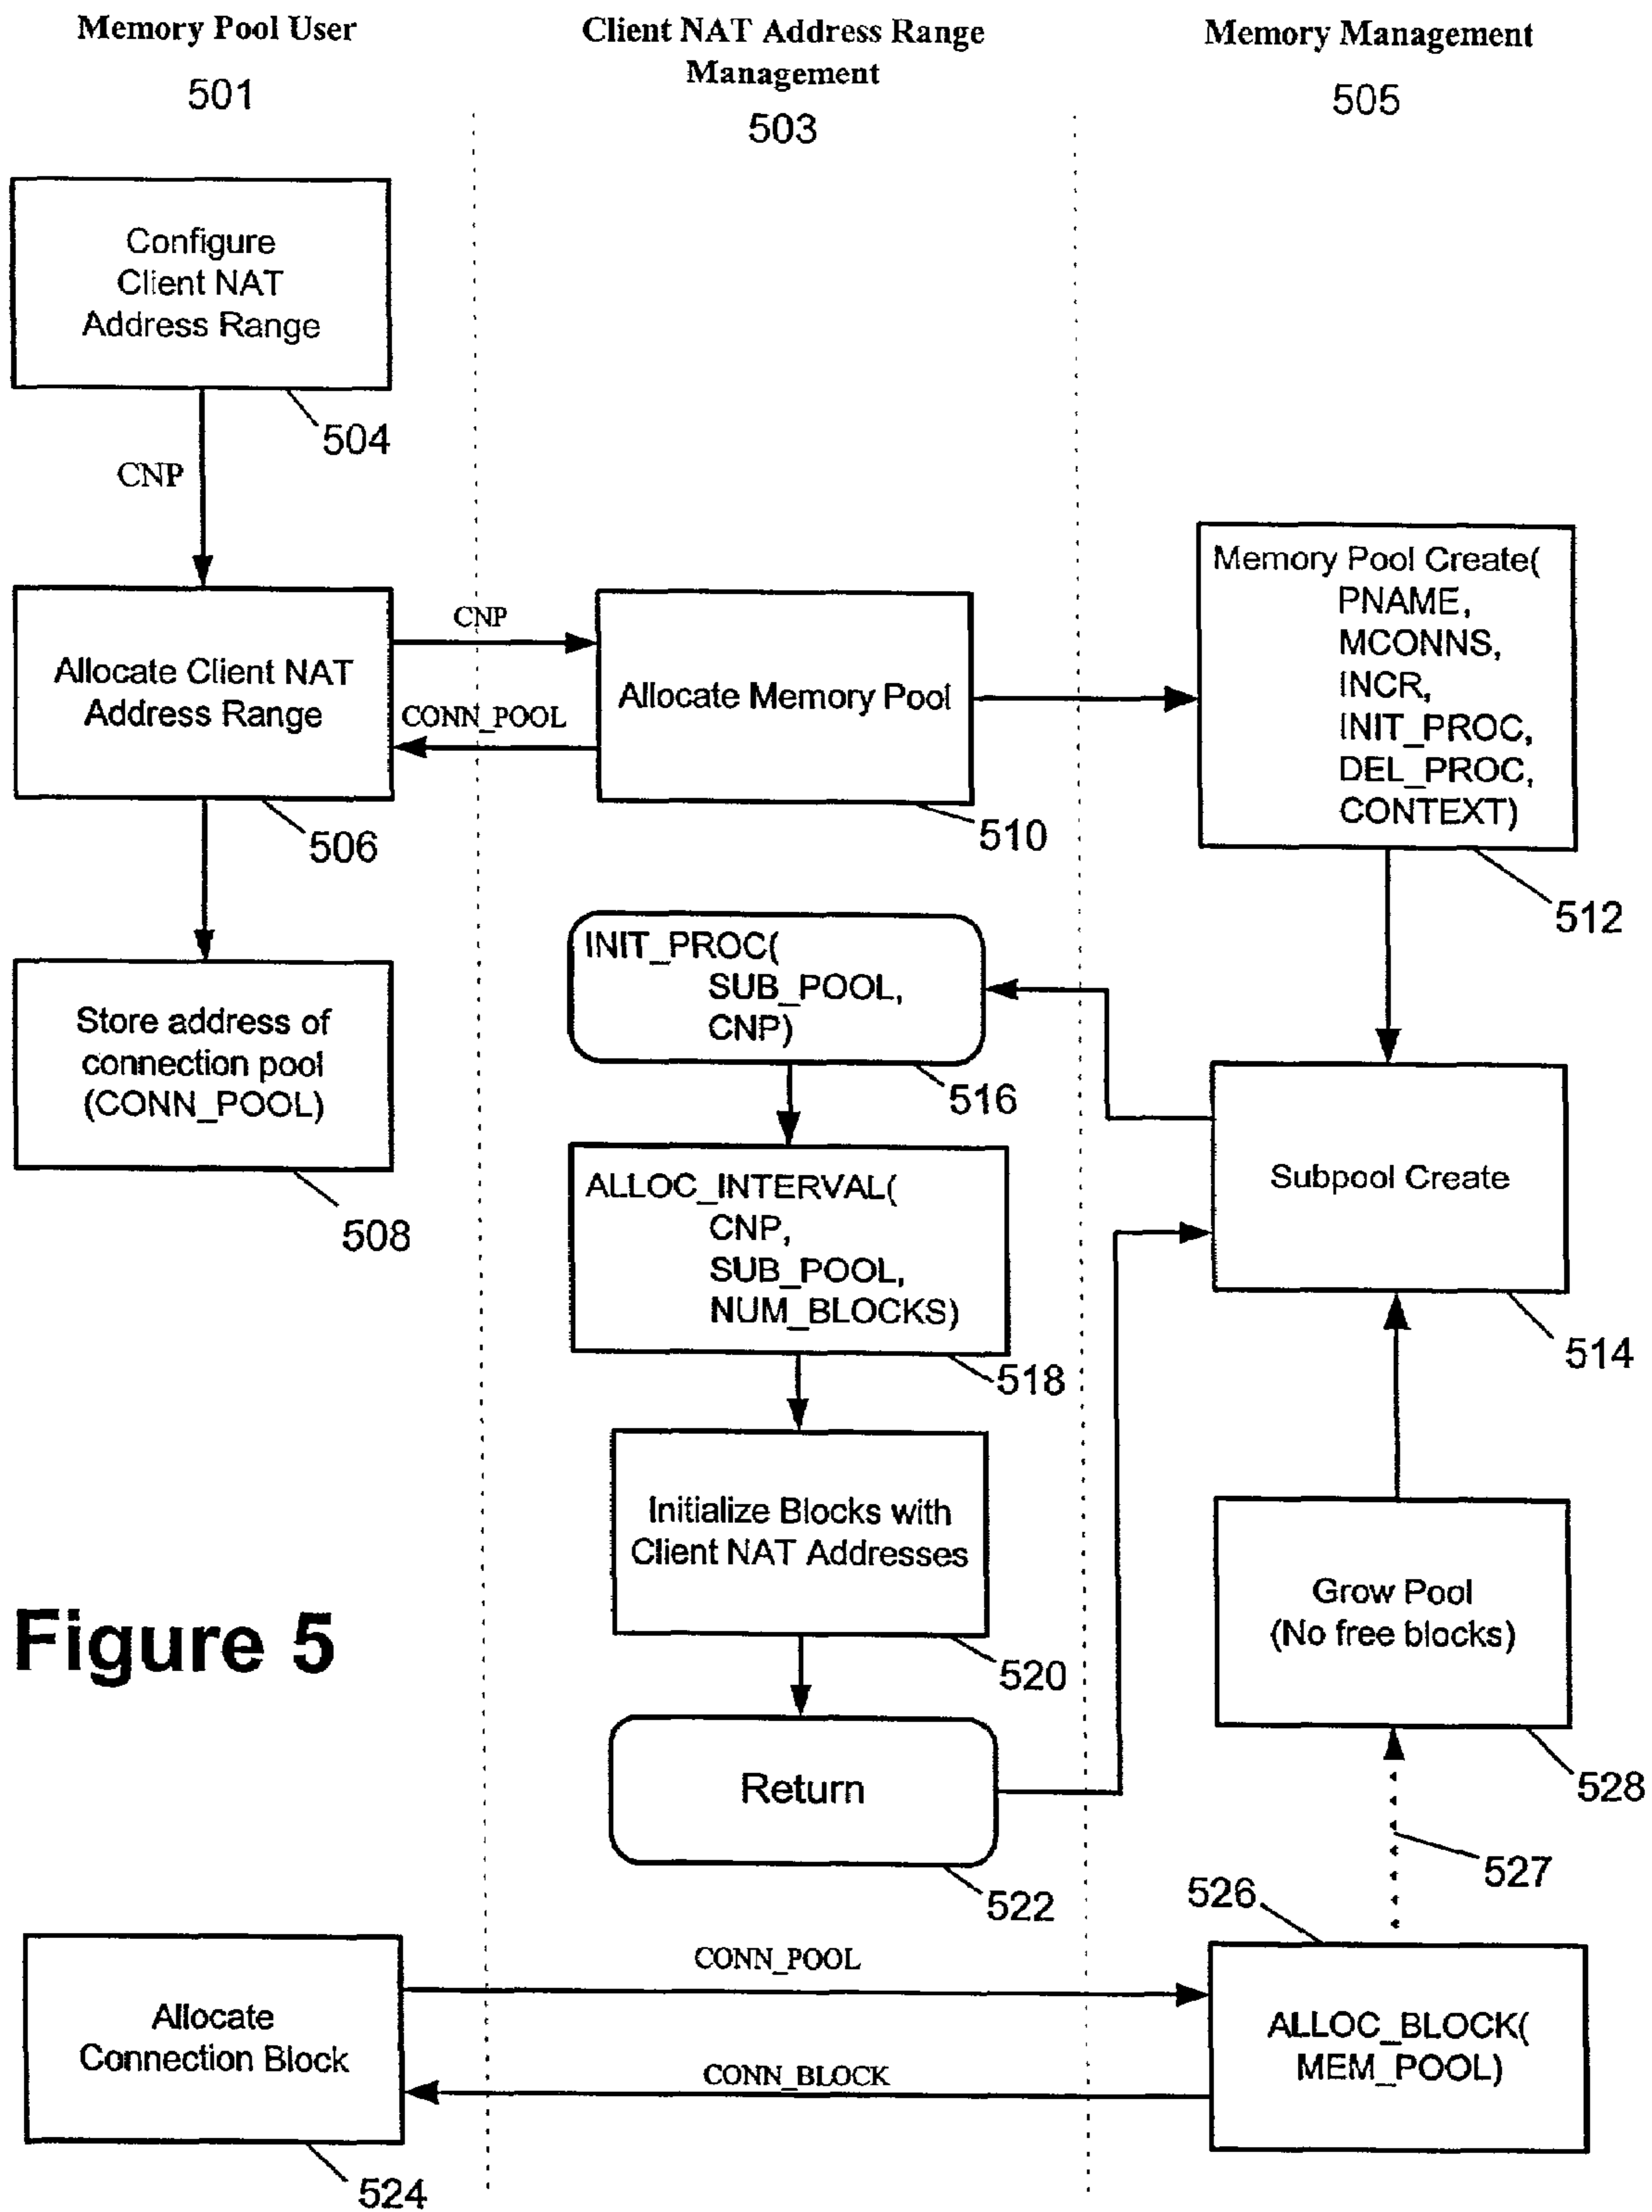 Memory Pool User
501
Client NAT Address Range
Management
503
Memory Management
505
Configure
Client NAT
Address Range
504
CNP
Allocate Client NAT
Address Range
506
CNP
CONN_POOL
Allocate Memory Pool
510
Memory Pool Create(
PNAME,
MCONNS,
INCR,
INIT_PROC,
DEL_PROC,
CONTEXT)
512
Store address of
connection pool
(CONN_POOL)
508
INIT_PROC(
SUB_POOL,
CNP)
516
ALLOC_INTERVAL(
CNP,
SUB_POOL,
NUM_BLOCKS)
518
Subpool Create
514
Initialize Blocks with
Client NAT Addresses
520
Grow Pool
(No free blocks)
528
Figure 5
Return
522
527
526
Allocate
Connection Block
524
CONN_POOL
CONN_BLOCK
ALLOC_BLOCK(
MEM_POOL)